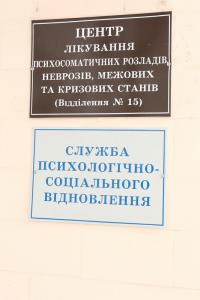 ЦЕНТР
ЛІКУВАННЯ
ПСИХОСОМАТИЧНИХ РОЗЛАДІВ,
НЕВРОЗІВ, МЕЖОВИХ
ТА КРИЗОВИХ СТАНІВ
(Відділення № 15)
СЛУЖБА
ПСИХОЛОГІЧНО-
СОЦІАЛЬНОГО
ВІДНОВЛЕННЯ